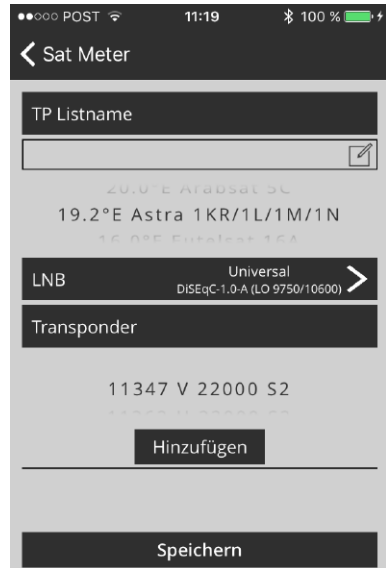 POST 11:19 100 %
Sat Meter
TP Listname
20.0°E Arabsat 5C
19.2°E Astra 1KR/1L/1M/1N
16.0°E Eutelsat 16A
LNB
Universal
DiSEqC-1.0-A (LO 9750/10600)
Transponder
11347 V 22000 S2
Hinzufügen
Speichern